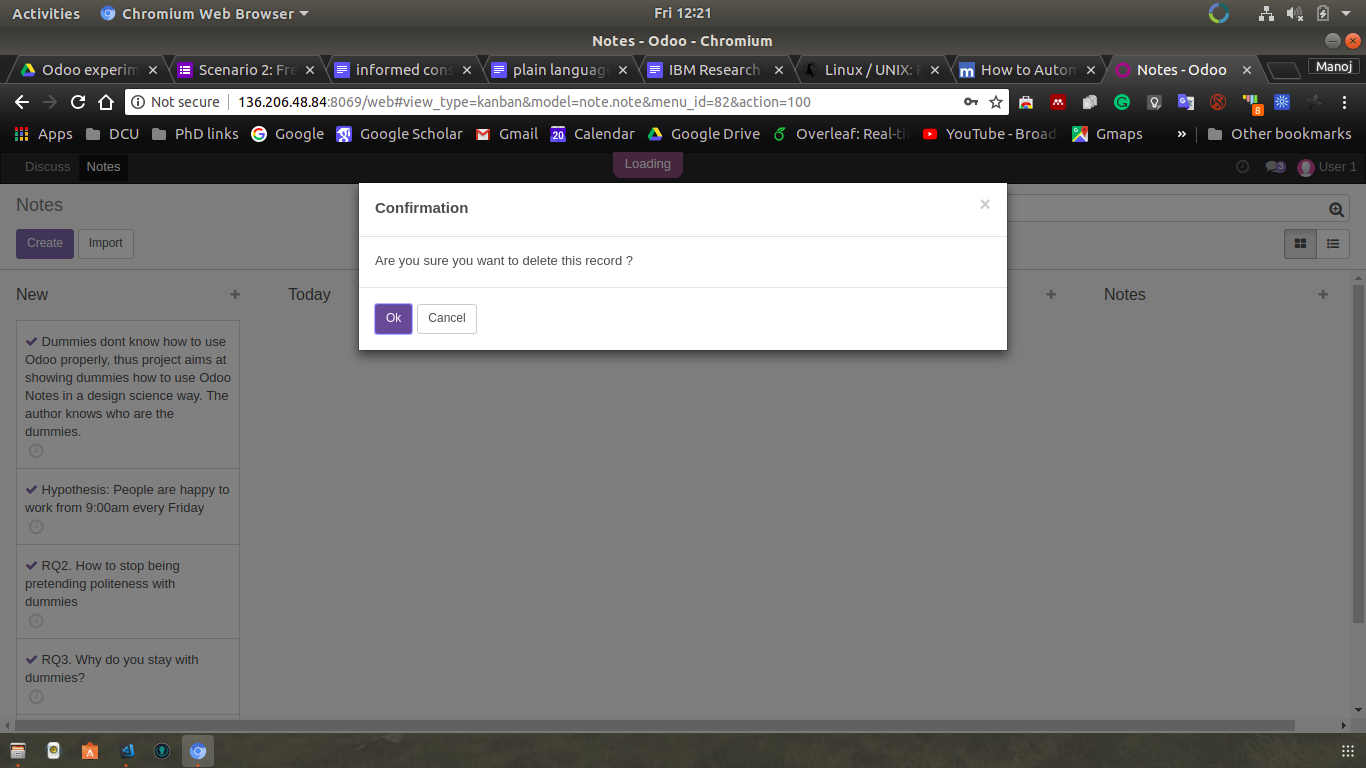 Activities
Chromium Web Browser
Fri 12:21
Notes - Odoo - Chromium
Odoo experim
Scenario 2: Fre
informed cons
plain language
IBM Research
Linux / UNIX: E
How to Autom
Notes - Odoo
Manoj
Not secure
136.206.48.84:8069/web#view_type=kanban&model=note.note&menu_id=82&action=100
8
Apps
DCU
PhD links
Google
Google Scholar
Gmail
20
Calendar
Google Drive
Overleaf: Real-ti
YouTube - Broad
Gmaps
»
Other bookmarks
Discuss
Notes
Loading
3
User 1
Notes
Create
Import
Confirmation
×
Are you sure you want to delete this record ?
Ok
Cancel
New
+
Today
+
Notes
+
Dummies dont know how to use
Odoo properly, thus project aims at
showing dummies how to use Odoo
Notes in a design science way. The
author knows who are the
dummies.
Hypothesis: People are happy to
work from 9:00am every Friday
RQ2. How to stop being
pretending politeness with
dummies
RQ3. Why do you stay with
dummies?